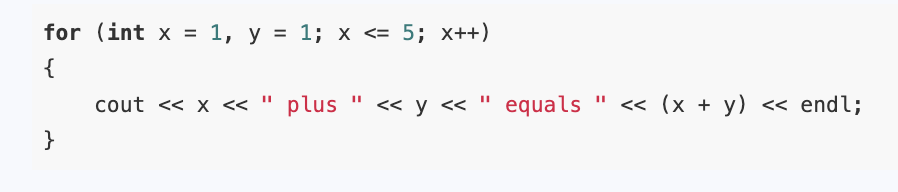 for (int x = 1, y = 1; x <= 5; x++)
{
    cout << x << " plus " << y << " equals " << (x + y) << endl;
}